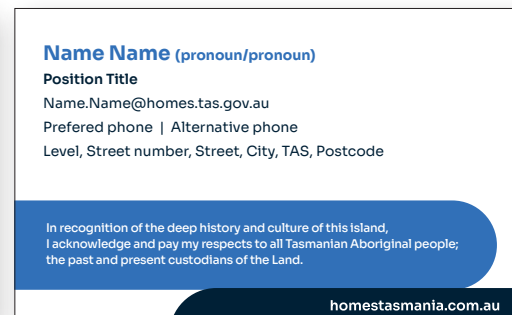 Name Name (pronoun/pronoun)
Position Title
Name.Name@homes.tas.gov.au
Prefered phone | Alternative phone
Level, Street number, Street, City, TAS, Postcode
In recognition of the deep history and culture of this island,
I acknowledge and pay my respects to all Tasmanian Aboriginal people;
the past and present custodians of the Land.
homestasmania.com.au